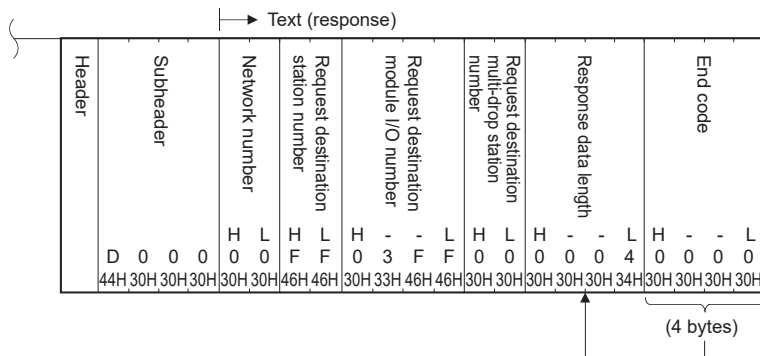 Text (response)
Header
Subheader
Network number
Request destination
station number
Request destination
module I/O number
Request destination
multi-drop station
number
Response data length
End code
H L H L H - - L H L H - - L H - - L
D 0 0 0 0 0 F F 0 3 F F 0 0 0 0 0 4 0 0 0 0
44H 30H 30H 30H 30H 30H 46H 46H 30H 33H 46H 46H 30H 30H 30H 30H 30H 34H 30H 30H 30H 30H
(4 bytes)